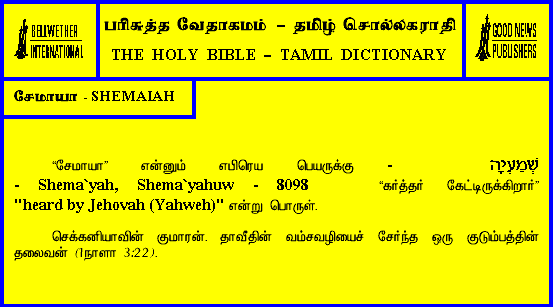 BELLWETHER
INTERNATIONAL
பரிசுத்த வேதாகமம் – தமிழ் சொல்லகராதி
THE HOLY BIBLE – TAMIL DICTIONARY
GOOD NEWS
PUBLISHERS
சேமாயா - SHEMAIAH
“சேமாயா” என்னும் எபிரெய பெயருக்கு - שְׁמַעְיָה
- Shema`yah, Shema`yahuw - 8098 “கர்த்தர் கேட்டிருக்கிறார்”
"heard by Jehovah (Yahweh)" என்று பொருள்.
செக்கனியாவின் குமாரன். தாவீதின் வம்சவழியைச் சேர்ந்த ஒரு குடும்பத்தின்
தலைவன் (1நாளா 3:22).